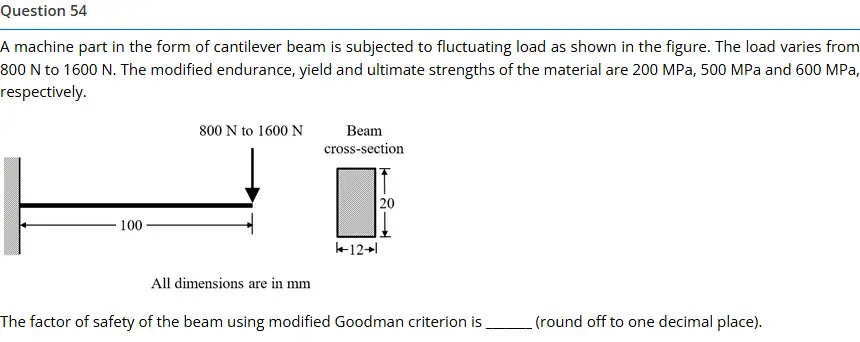 Question 54
A machine part in the form of cantilever beam is subjected to fluctuating load as shown in the figure. The load varies from
800 N to 1600 N. The modified endurance, yield and ultimate strengths of the material are 200 MPa, 500 MPa and 600 MPa,
respectively.
800 N to 1600 N
Beam
cross-section
20
100
12
All dimensions are in mm
The factor of safety of the beam using modified Goodman criterion is ______ (round off to one decimal place).